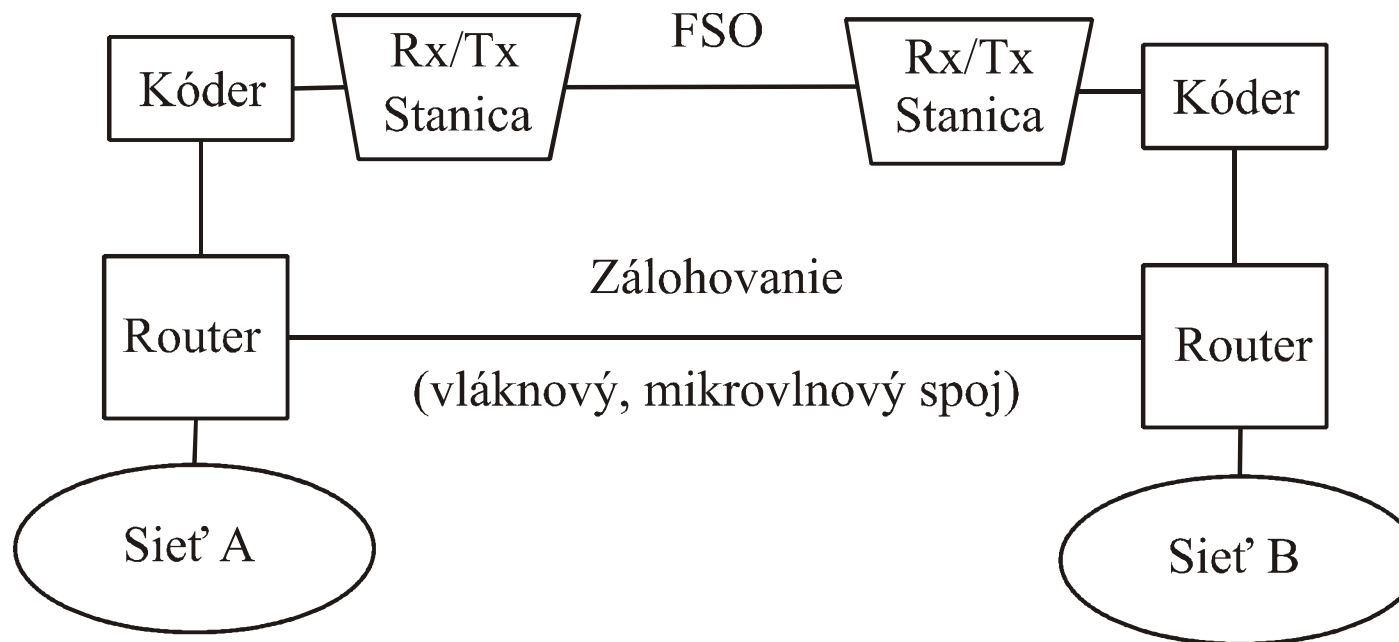 FSO
Kóder
Rx/Tx
Stanica
Rx/Tx
Stanica
Kóder
Zálohovanie
Router
Router
(vláknový, mikrovlnový spoj)
Sieť A
Sieť B